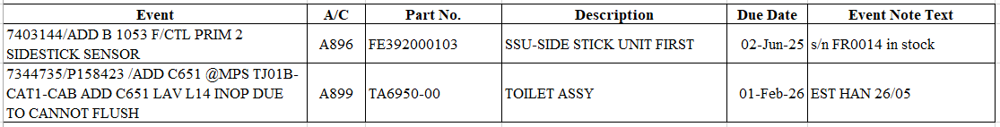 Event A/C Part No. Description Due Date Event Note Text
7403144/ADD B 1053 F/CTL PRIM 2
SIDESTICK SENSOR
A896 FE392000103 SSU-SIDE STICK UNIT FIRST 02-Jun-25 s/n FR0014 in stock
7344735/P158423 /ADD C651 @MPS TJ01B-
CAT1-CAB ADD C651 LAV L14 INOP DUE
TO CANNOT FLUSH
A899 TA6950-00 TOILET ASSY 01-Feb-26 EST HAN 26/05